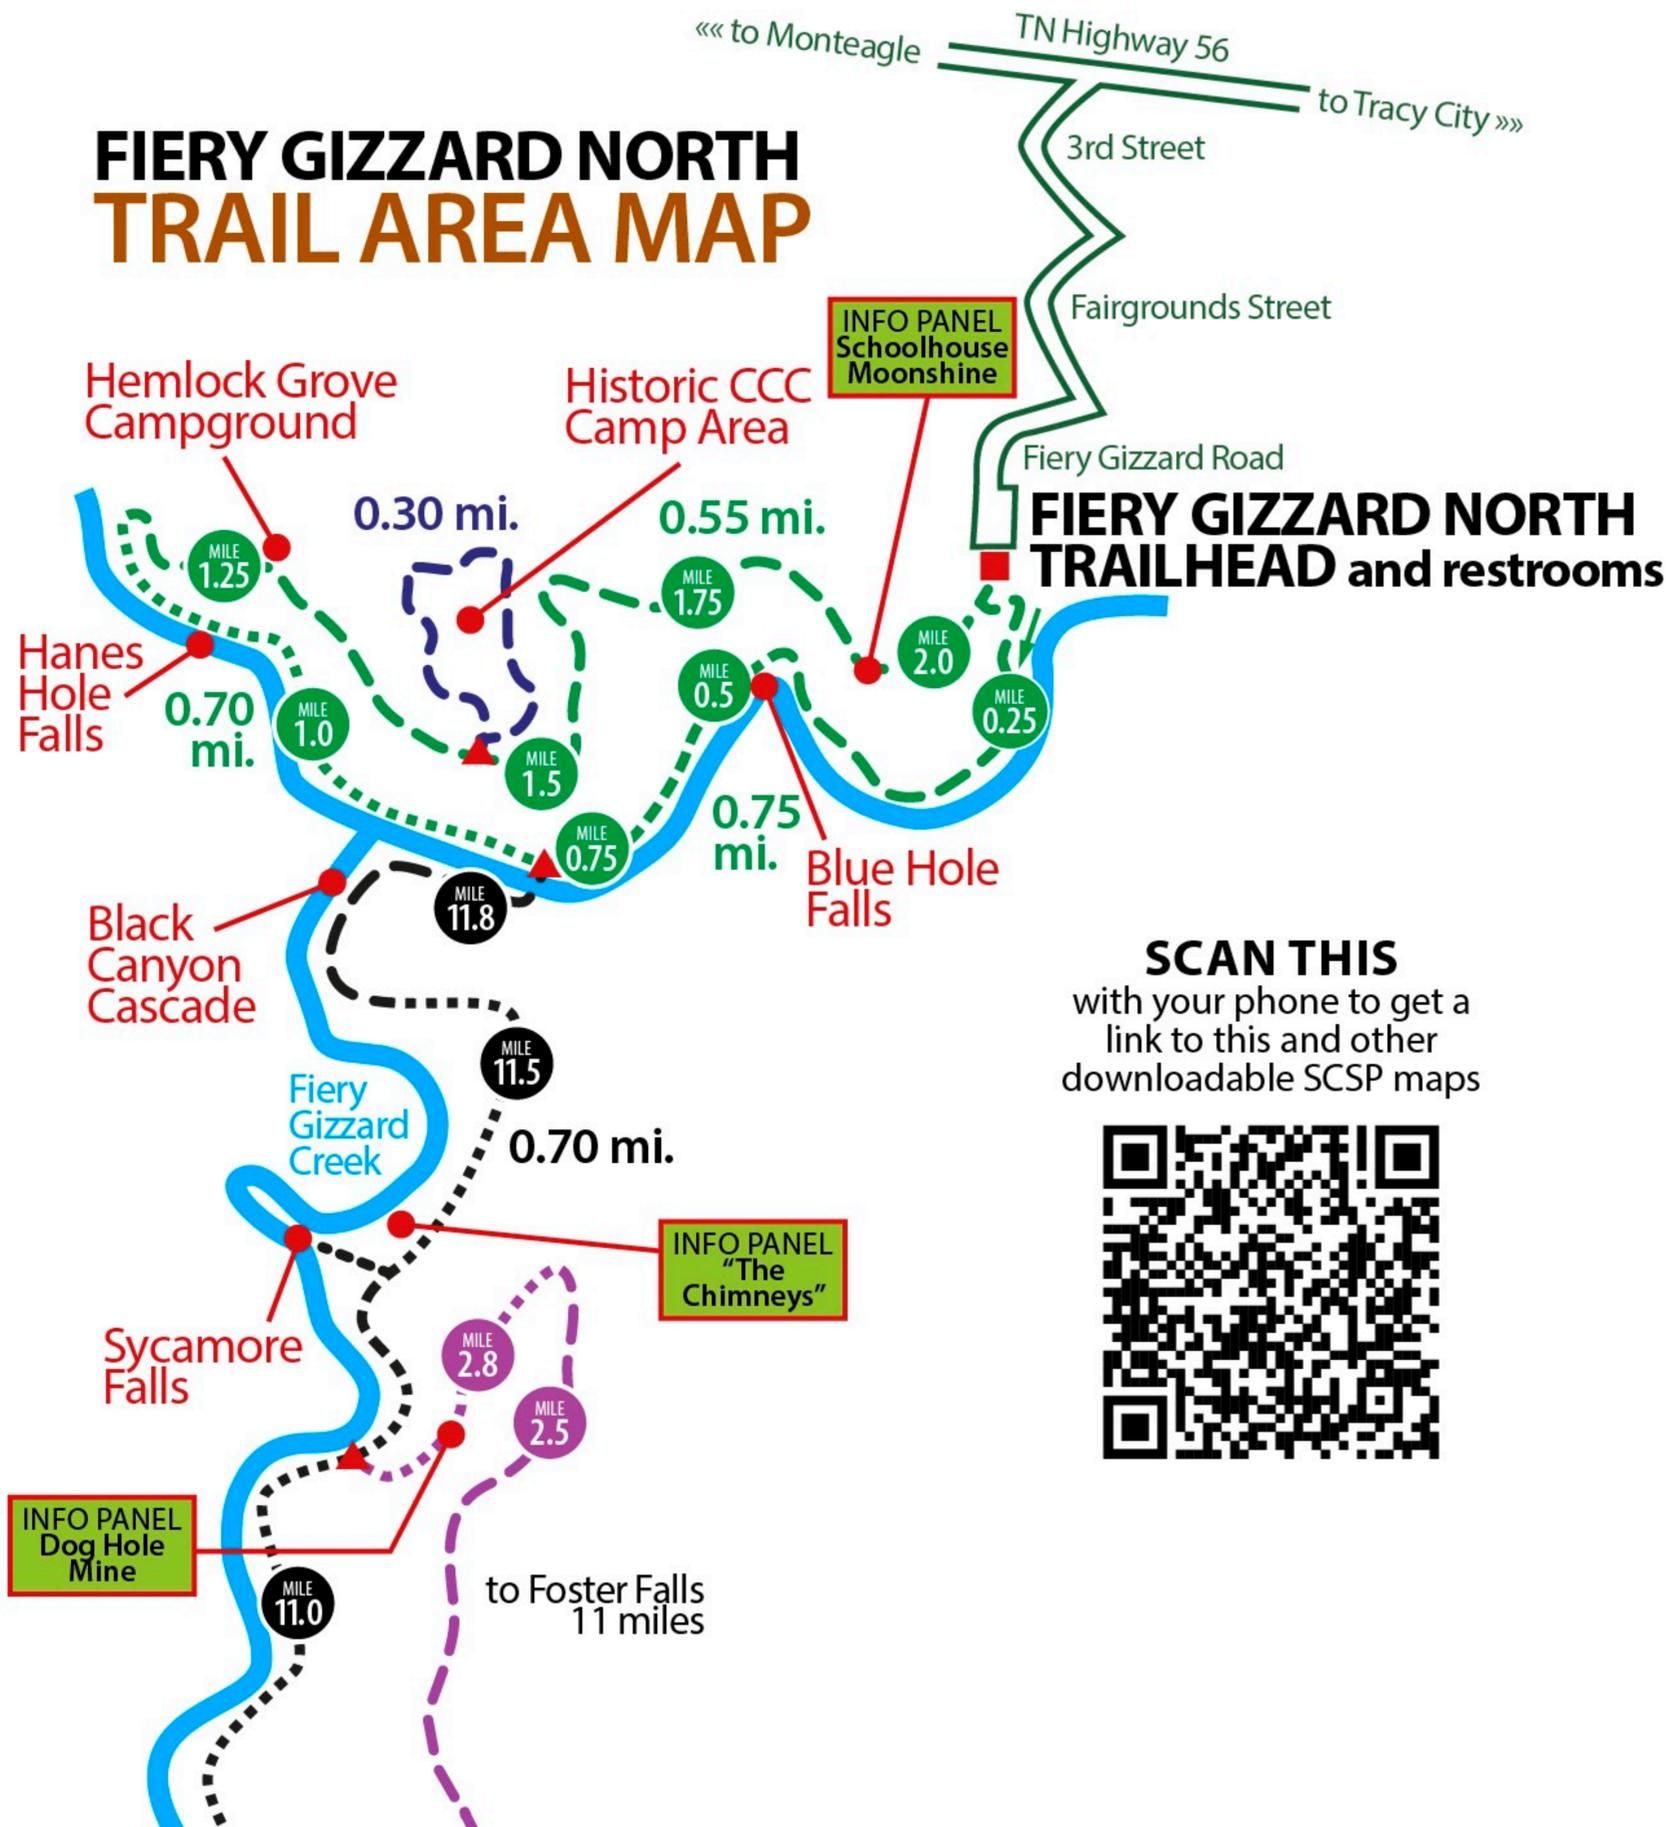 «« to Monteagle
TN Highway 56
to Tracy City »»
3rd Street
FIERY GIZZARD NORTH
TRAIL AREA MAP
Fairgrounds Street
INFO PANEL
Schoolhouse
Moonshine
Hemlock Grove
Campground
Historic CCC
Camp Area
Fiery Gizzard Road
0.30 mi.
0.55 mi.
FIERY GIZZARD NORTH
TRAILHEAD and restrooms
MILE
1.25
MILE
1.75
MILE
2.0
Hanes
Hole
Falls
0.70
mi.
MILE
1.0
MILE
0.5
MILE
0.25
MILE
1.5
MILE
0.75
0.75
mi.
Blue Hole
Falls
MILE
11.8
Black
Canyon
Cascade
SCAN THIS
with your phone to get a
link to this and other
downloadable SCSP maps
MILE
11.5
Fiery
Gizzard
Creek
0.70 mi.
INFO PANEL
“The
Chimneys”
Sycamore
Falls
MILE
2.8
MILE
2.5
INFO PANEL
Dog Hole
Mine
MILE
11.0
to Foster Falls
11 miles